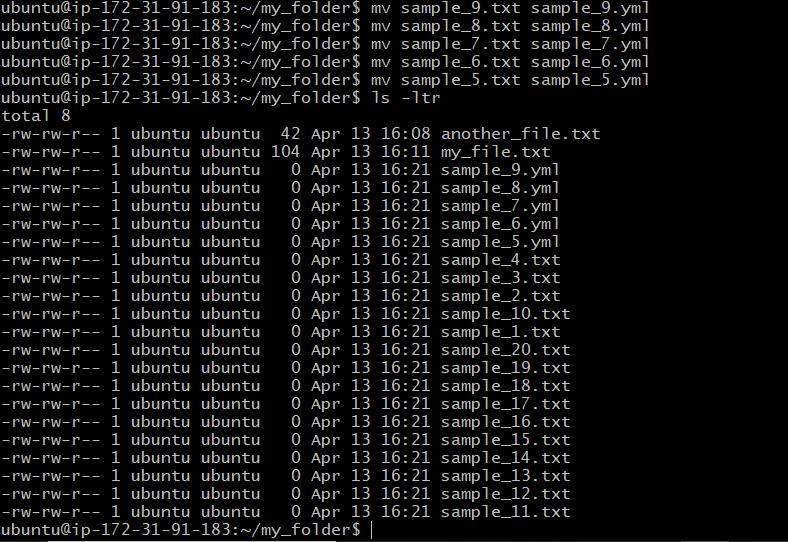 ubuntu@ip-172-31-91-183:~/my_folder$ mv sample_9.txt sample_9.yml
ubuntu@ip-172-31-91-183:~/my_folder$ mv sample_8.txt sample_8.yml
ubuntu@ip-172-31-91-183:~/my_folder$ mv sample_7.txt sample_7.yml
ubuntu@ip-172-31-91-183:~/my_folder$ mv sample_6.txt sample_6.yml
ubuntu@ip-172-31-91-183:~/my_folder$ mv sample_5.txt sample_5.yml
ubuntu@ip-172-31-91-183:~/my_folder$ ls -ltr
total 8
-rw-rw-r-- 1 ubuntu ubuntu  42 Apr 13 16:08 another_file.txt
-rw-rw-r-- 1 ubuntu ubuntu 104 Apr 13 16:11 my_file.txt
-rw-rw-r-- 1 ubuntu ubuntu   0 Apr 13 16:21 sample_9.yml
-rw-rw-r-- 1 ubuntu ubuntu   0 Apr 13 16:21 sample_8.yml
-rw-rw-r-- 1 ubuntu ubuntu   0 Apr 13 16:21 sample_7.yml
-rw-rw-r-- 1 ubuntu ubuntu   0 Apr 13 16:21 sample_6.yml
-rw-rw-r-- 1 ubuntu ubuntu   0 Apr 13 16:21 sample_5.yml
-rw-rw-r-- 1 ubuntu ubuntu   0 Apr 13 16:21 sample_4.txt
-rw-rw-r-- 1 ubuntu ubuntu   0 Apr 13 16:21 sample_3.txt
-rw-rw-r-- 1 ubuntu ubuntu   0 Apr 13 16:21 sample_2.txt
-rw-rw-r-- 1 ubuntu ubuntu   0 Apr 13 16:21 sample_10.txt
-rw-rw-r-- 1 ubuntu ubuntu   0 Apr 13 16:21 sample_1.txt
-rw-rw-r-- 1 ubuntu ubuntu   0 Apr 13 16:21 sample_20.txt
-rw-rw-r-- 1 ubuntu ubuntu   0 Apr 13 16:21 sample_19.txt
-rw-rw-r-- 1 ubuntu ubuntu   0 Apr 13 16:21 sample_18.txt
-rw-rw-r-- 1 ubuntu ubuntu   0 Apr 13 16:21 sample_17.txt
-rw-rw-r-- 1 ubuntu ubuntu   0 Apr 13 16:21 sample_16.txt
-rw-rw-r-- 1 ubuntu ubuntu   0 Apr 13 16:21 sample_15.txt
-rw-rw-r-- 1 ubuntu ubuntu   0 Apr 13 16:21 sample_14.txt
-rw-rw-r-- 1 ubuntu ubuntu   0 Apr 13 16:21 sample_13.txt
-rw-rw-r-- 1 ubuntu ubuntu   0 Apr 13 16:21 sample_12.txt
-rw-rw-r-- 1 ubuntu ubuntu   0 Apr 13 16:21 sample_11.txt
ubuntu@ip-172-31-91-183:~/my_folder$